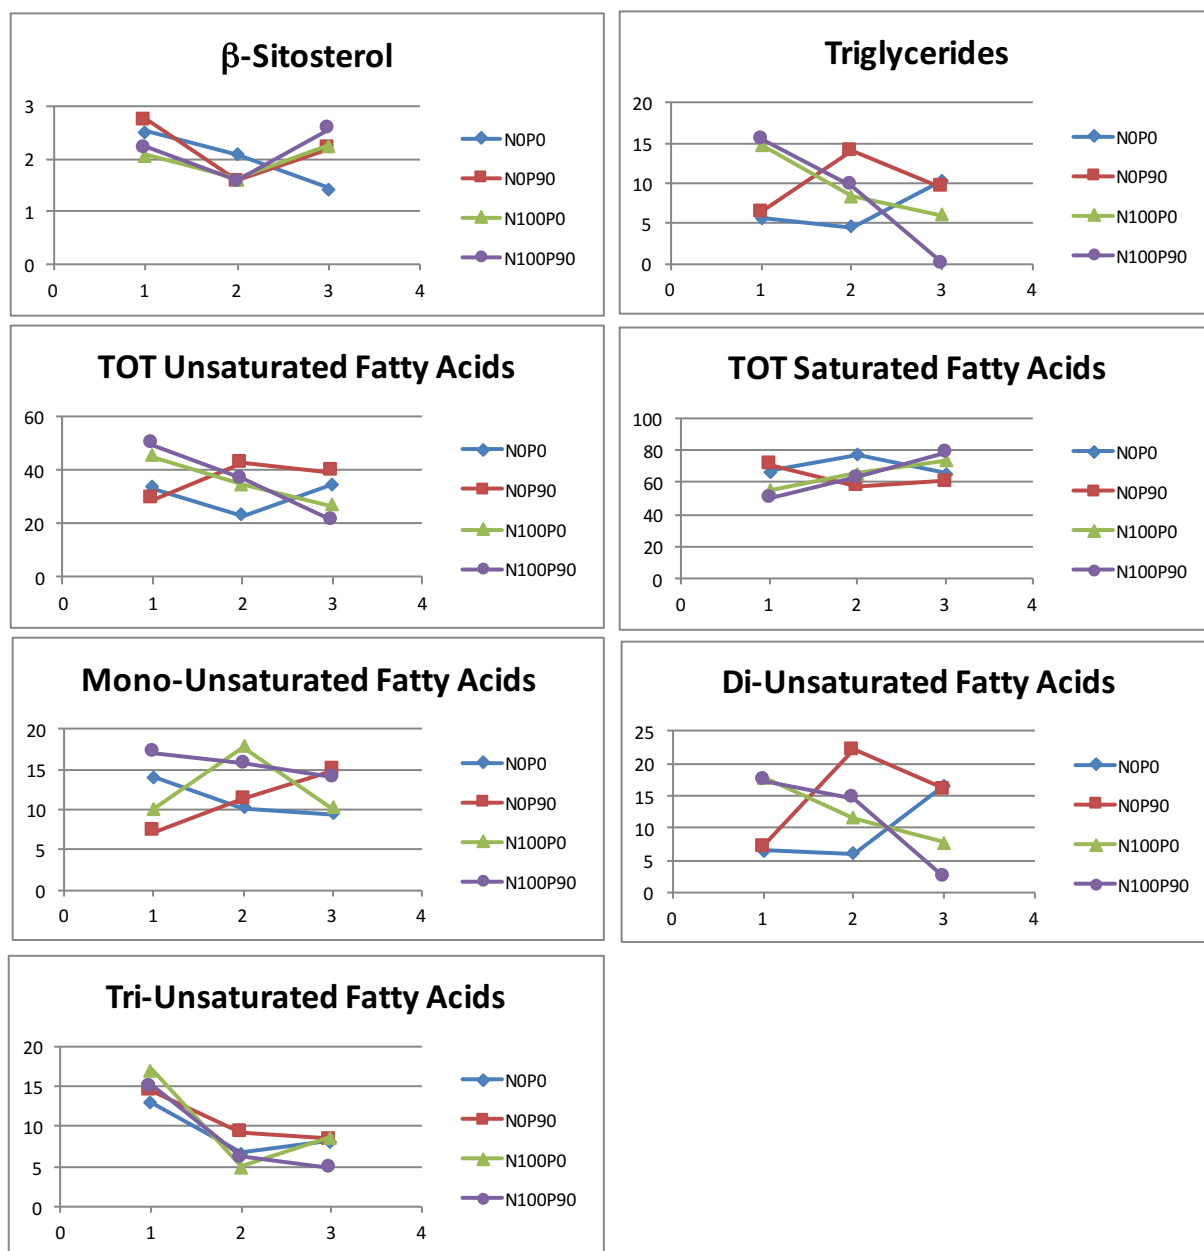 β-Sitosterol
3
2
1
0
0
1
2
3
4
N0P0
N0P90
N100P0
N100P90
Triglycerides
20
15
10
5
0
0
1
2
3
4
N0P0
N0P90
N100P0
N100P90
TOT Unsaturated Fatty Acids
60
40
20
0
0
1
2
3
4
N0P0
N0P90
N100P0
N100P90
TOT Saturated Fatty Acids
100
80
60
40
20
0
0
1
2
3
4
N0P0
N0P90
N100P0
N100P90
Mono-Unsaturated Fatty Acids
20
15
10
5
0
0
1
2
3
4
N0P0
N0P90
N100P0
N100P90
Di-Unsaturated Fatty Acids
25
20
15
10
5
0
0
1
2
3
4
N0P0
N0P90
N100P0
N100P90
Tri-Unsaturated Fatty Acids
20
15
10
5
0
0
1
2
3
4
N0P0
N0P90
N100P0
N100P90